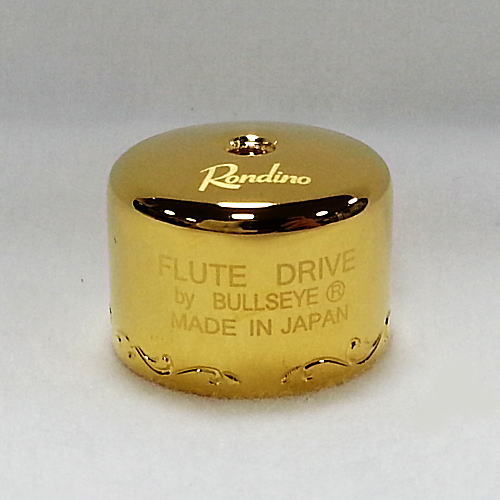 Rondino
FLUTE DRIVE
by BULLSEYE ®
MADE IN JAPAN